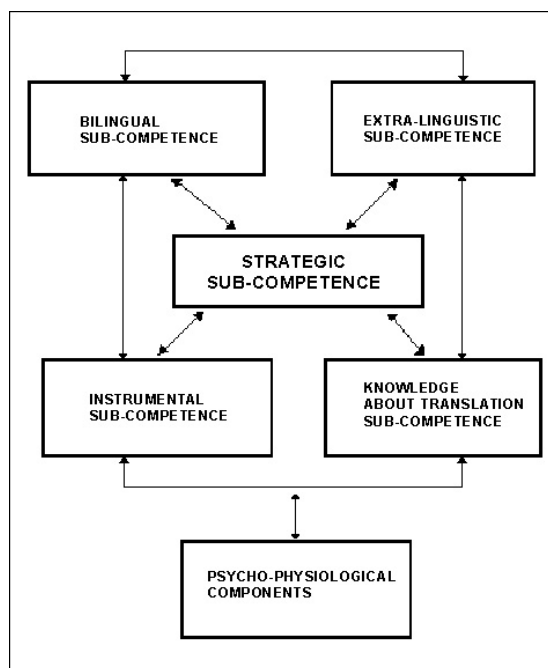 BILINGUAL
SUB-COMPETENCE
EXTRA-LINGUISTIC
SUB-COMPETENCE
STRATEGIC
SUB-COMPETENCE
INSTRUMENTAL
SUB-COMPETENCE
KNOWLEDGE
ABOUT TRANSLATION
SUB-COMPETENCE
PSYCHO-PHYSIOLOGICAL
COMPONENTS